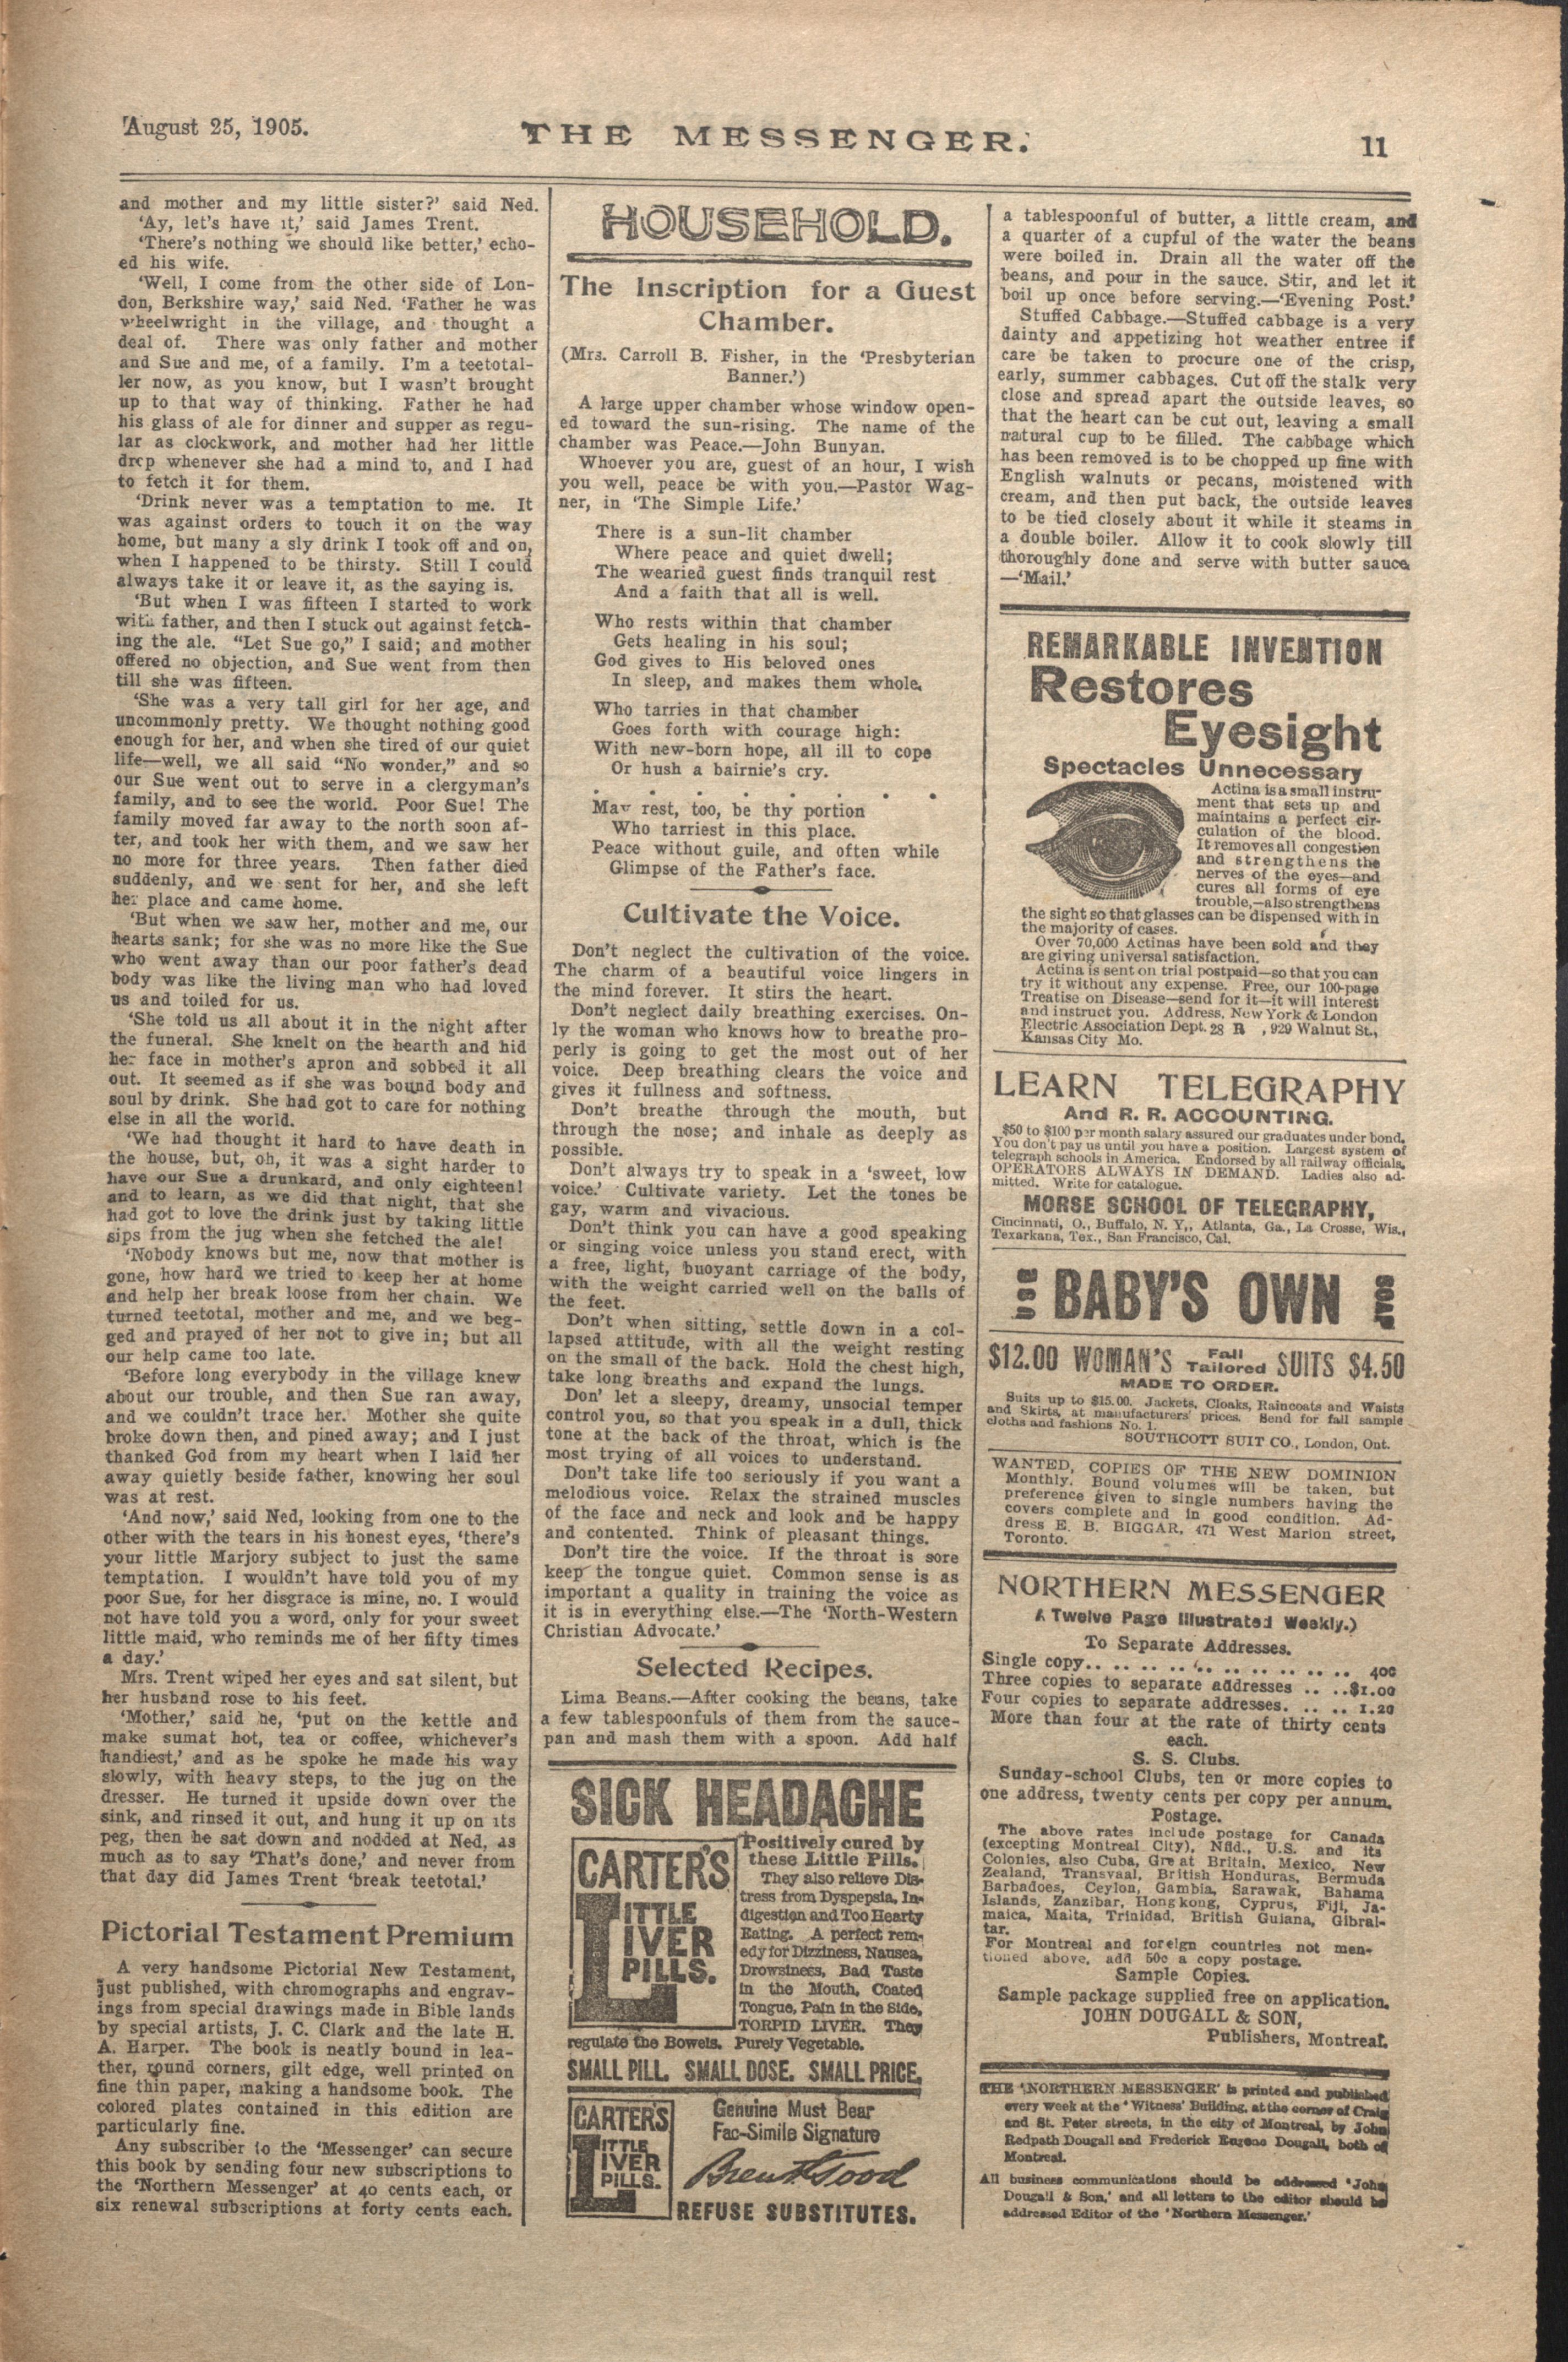 August 25, 1905.
THE MESSENGER.
11
and mother and my little sister?' said Ned.
'Ay, let's have it,' said James Trent.
'There's nothing we should like better,' echo-
ed his wife.
'Well, I come from the other side of Lon-
don, Berkshire way,' said Ned. 'Father he was
wheelwright in the village, and thought a
deal of. There was only father and mother
and Sue and me, of a family. I'm a teetotal-
ler now, as you know, but I wasn't brought
up to that way of thinking. Father he had
his glass of ale for dinner and supper as regu-
lar as clockwork, and mother had her little
drop whenever she had a mind to, and I had
to fetch it for them.
'Drink never was a temptation to me. It
was against orders to touch it on the way
home, but many a sly drink I took off and on,
when I happened to be thirsty. Still I could
always take it or leave it, as the saying is.
'But when I was fifteen I started to work
with father, and then I stuck out against fetch-
ing the ale. "Let Sue go," I said; and mother
offered no objection, and Sue went from then
till she was fifteen.
'She was a very tall girl for her age, and
uncommonly pretty. We thought nothing good
enough for her, and when she tired of our quiet
life—well, we all said "No wonder," and so
our Sue went out to serve in a clergyman's
family, and to see the world. Poor Sue! The
family moved far away to the north soon af-
ter, and took her with them, and we saw her
no more for three years. Then father died
suddenly, and we sent for her, and she left
her place and came home.
'But when we saw her, mother and me, our
hearts sank; for she was no more like the Sue
who went away than our poor father's dead
body was like the living man who had loved
us and toiled for us.
'She told us all about it in the night after
the funeral. She knelt on the hearth and hid
her face in mother's apron and sobbed it all
out. It seemed as if she was bound body and
soul by drink. She had got to care for nothing
else in all the world.
'We had thought it hard to have death in
the house, but, oh, it was a sight harder to
have our Sue a drunkard, and only eighteen!
and to learn, as we did that night, that she
had got to love the drink just by taking little
sips from the jug when she fetched the ale!
'Nobody knows but me, now that mother is
gone, how hard we tried to keep her at home
and help her break loose from her chain. We
turned teetotal, mother and me, and we beg-
ged and prayed of her not to give in; but all
our help came too late.
'Before long everybody in the village knew
about our trouble, and then Sue ran away,
and we couldn't trace her. Mother she quite
broke down then, and pined away; and I just
thanked God from my heart when I laid her
away quietly beside father, knowing her soul
was at rest.
'And now,' said Ned, looking from one to the
other with the tears in his honest eyes, 'there's
your little Marjory subject to just the same
temptation. I wouldn't have told you of my
poor Sue, for her disgrace is mine, no. I would
not have told you a word, only for your sweet
little maid, who reminds me of her fifty times
a day.'
Mrs. Trent wiped her eyes and sat silent, but
her husband rose to his feet.
'Mother,' said he, 'put on the kettle and
make sumat hot, tea or coffee, whichever's
handiest,' and as he spoke he made his way
slowly, with heavy steps, to the jug on the
dresser. He turned it upside down over the
sink, and rinsed it out, and hung it up on its
peg, then he sat down and nodded at Ned, as
much as to say 'That's done,' and never from
that day did James Trent 'break teetotal.'
Pictorial Testament Premium
A very handsome Pictorial New Testament,
just published, with chromographs and engrav-
ings from special drawings made in Bible lands
by special artists, J. C. Clark and the late H.
A. Harper. The book is neatly bound in lea-
ther, round corners, gilt edge, well printed on
fine thin paper, making a handsome book. The
colored plates contained in this edition are
particularly fine.
Any subscriber to the 'Messenger' can secure
this book by sending four new subscriptions to
the 'Northern Messenger' at 40 cents each, or
six renewal subscriptions at forty cents each.
HOUSEHOLD.
The Inscription for a Guest
Chamber.
(Mrs. Carroll B. Fisher, in the 'Presbyterian
Banner.')
A large upper chamber whose window open-
ed toward the sun-rising. The name of the
chamber was Peace.—John Bunyan.
Whoever you are, guest of an hour, I wish
you well, peace be with you.—Pastor Wag-
ner, in 'The Simple Life.'
There is a sun-lit chamber
Where peace and quiet dwell;
The wearied guest finds tranquil rest
And a faith that all is well.
Who rests within that chamber
Gets healing in his soul;
God gives to His beloved ones
In sleep, and makes them whole.
Who tarries in that chamber
Goes forth with courage high:
With new-born hope, all ill to cope
Or hush a bairnie's cry.
. . . . . . .
May rest, too, be thy portion
Who tarriest in this place.
Peace without guile, and often while
Glimpse of the Father's face.
Cultivate the Voice.
Don't neglect the cultivation of the voice.
The charm of a beautiful voice lingers in
the mind forever. It stirs the heart.
Don't neglect daily breathing exercises. On-
ly the woman who knows how to breathe pro-
perly is going to get the most out of her
voice. Deep breathing clears the voice and
gives it fullness and softness.
Don't breathe through the mouth, but
through the nose; and inhale as deeply as
possible.
Don't always try to speak in a 'sweet, low
voice.' Cultivate variety. Let the tones be
gay, warm and vivacious.
Don't think you can have a good speaking
or singing voice unless you stand erect, with
a free, light, buoyant carriage of the body,
with the weight carried well on the balls of
the feet.
Don't when sitting, settle down in a col-
lapsed attitude, with all the weight resting
on the small of the back. Hold the chest high,
take long breaths and expand the lungs.
Don' let a sleepy, dreamy, unsocial temper
control you, so that you speak in a dull, thick
tone at the back of the throat, which is the
most trying of all voices to understand.
Don't take life too seriously if you want a
melodious voice. Relax the strained muscles
of the face and neck and look and be happy
and contented. Think of pleasant things.
Don't tire the voice. If the throat is sore
keep the tongue quiet. Common sense is as
important a quality in training the voice as
it is in everything else.—The 'North-Western
Christian Advocate.'
Selected Recipes.
Lima Beans.—After cooking the beans, take
a few tablespoonfuls of them from the sauce-
pan and mash them with a spoon. Add half
SICK HEADACHE
CARTER'S
LITTLE
LIVER
PILLS.
Positively cured by
these Little Pills.
They also relieve Dis-
tress from Dyspepsia, In-
digestion and Too Hearty
Eating. A perfect rem-
edy for Dizziness, Nausea,
Drowsiness, Bad Taste
in the Mouth, Coated
Tongue, Pain in the Side,
TORPID LIVER. They
regulate the Bowels. Purely Vegetable.
SMALL PILL. SMALL DOSE. SMALL PRICE.
CARTER'S
LITTLE
LIVER
PILLS.
Genuine Must Bear
Fac-Simile Signature
Brent Good
REFUSE SUBSTITUTES.
a tablespoonful of butter, a little cream, and
a quarter of a cupful of the water the beans
were boiled in. Drain all the water off the
beans, and pour in the sauce. Stir, and let it
boil up once before serving.—'Evening Post.'
Stuffed Cabbage.—Stuffed cabbage is a very
dainty and appetizing hot weather entree if
care be taken to procure one of the crisp,
early, summer cabbages. Cut off the stalk very
close and spread apart the outside leaves, so
that the heart can be cut out, leaving a small
natural cup to be filled. The cabbage which
has been removed is to be chopped up fine with
English walnuts or pecans, moistened with
cream, and then put back, the outside leaves
to be tied closely about it while it steams in
a double boiler. Allow it to cook slowly till
thoroughly done and serve with butter sauce
—'Mail.'
REMARKABLE INVENTION
Restores
Eyesight
Spectacles Unnecessary
Actina is a small instru-
ment that sets up and
maintains a perfect cir-
culation of the blood.
It removes all congestion
and strengthens the
nerves of the eyes—and
cures all forms of eye
trouble,—also strengthens
the sight so that glasses can be dispensed with in
the majority of cases.
Over 70,000 Actinas have been sold and they
are giving universal satisfaction.
Actina is sent on trial postpaid—so that you can
try it without any expense. Free, our 100-page
Treatise on Disease—send for it—it will interest
and instruct you. Address, New York & London
Electric Association Dept. 28 R , 929 Walnut St.,
Kansas City Mo.
LEARN TELEGRAPHY
And R. R. ACCOUNTING.
$50 to $100 per month salary assured our graduates under bond.
You don't pay us until you have a position. Largest system of
telegraph schools in America. Endorsed by all railway officials.
OPERATORS ALWAYS IN DEMAND. Ladies also ad-
mitted. Write for catalogue.
MORSE SCHOOL OF TELEGRAPHY,
Cincinnati, O., Buffalo, N. Y., Atlanta, Ga., La Crosse, Wis.,
Texarkana, Tex., San Francisco, Cal.
USE BABY'S OWN SOAP
$12.00 WOMAN'S Fall Tailored SUITS $4.50
MADE TO ORDER.
Suits up to $15.00. Jackets, Cloaks, Raincoats and Waists
and Skirts, at manufacturers' prices. Send for fall sample
cloths and fashions No. 1.
SOUTHCOTT SUIT CO., London, Ont.
WANTED, COPIES OF THE NEW DOMINION
Monthly. Bound volumes will be taken, but
preference given to single numbers having the
covers complete and in good condition. Ad-
dress E. B. BIGGAR, 471 West Marion street,
Toronto.
NORTHERN MESSENGER
A Twelve Page Illustrated Weekly.)
To Separate Addresses.
Single copy.. .. .. .. .. .. .. .. .. .. .. 40c
Three copies to separate addresses .. ..$1.00
Four copies to separate addresses. .. .. 1.20
More than four at the rate of thirty cents
each.
S. S. Clubs.
Sunday-school Clubs, ten or more copies to
one address, twenty cents per copy per annum.
Postage.
The above rates include postage for Canada
(excepting Montreal City), Nfld., U.S. and its
Colonies, also Cuba, Great Britain, Mexico, New
Zealand, Transvaal, British Honduras, Bermuda
Barbadoes, Ceylon, Gambia, Sarawak, Bahama
Islands, Zanzibar, Hong kong, Cyprus, Fiji, Ja-
maica, Malta, Trinidad, British Guiana, Gibral-
tar.
For Montreal and foreign countries not men-
tioned above, add 50c a copy postage.
Sample Copies.
Sample package supplied free on application.
JOHN DOUGALL & SON,
Publishers, Montreal.
THE 'NORTHERN MESSENGER' is printed and published
every week at the 'Witness' Building, at the corner of Craig
and St. Peter streets, in the city of Montreal, by John
Redpath Dougall and Frederick Eugene Dougall, both of
Montreal.
All business communications should be addressed 'John
Dougall & Son,' and all letters to the editor should be
addressed Editor of the 'Northern Messenger.'